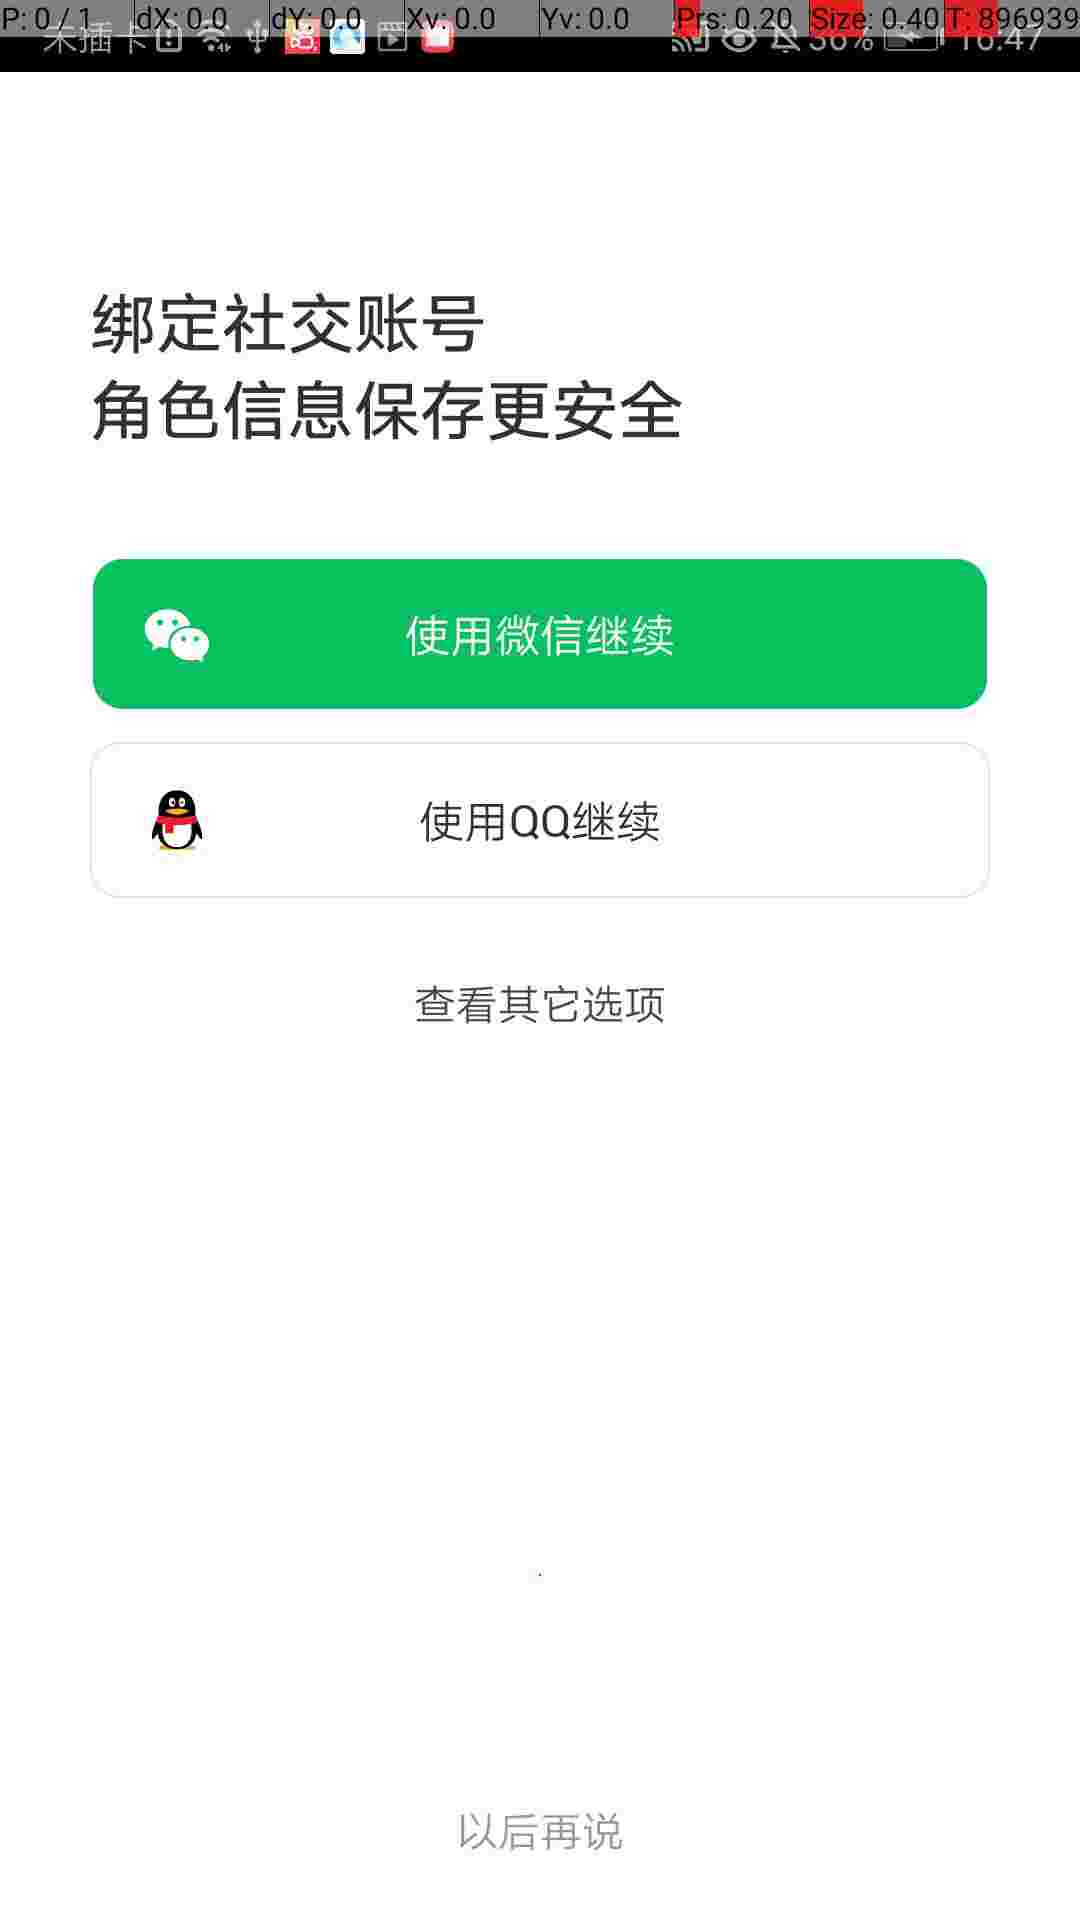 P: 0 / 1 dX: 0.0 dY: 0.0 Xv: 0.0 Yv: 0.0 Prs: 0.20 Size: 0.40 T: 896939
未插卡 36% 16:47
绑定社交账号
角色信息保存更安全
使用微信继续
使用QQ继续
查看其它选项
以后再说